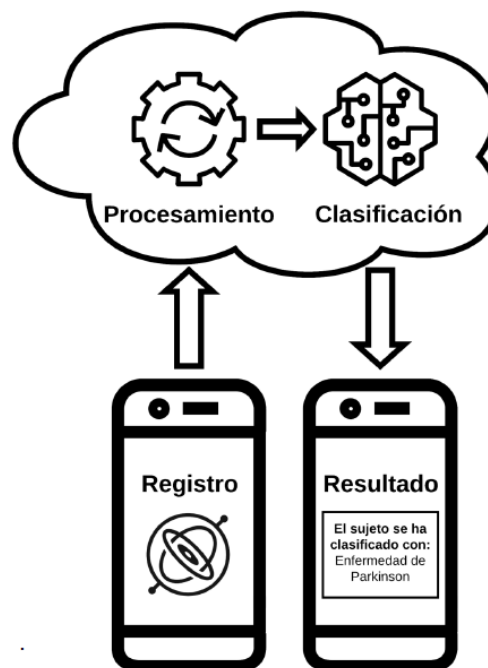 Procesamiento
Clasificación
Registro
Resultado
El sujeto se ha
clasificado con:
Enfermedad de
Parkinson